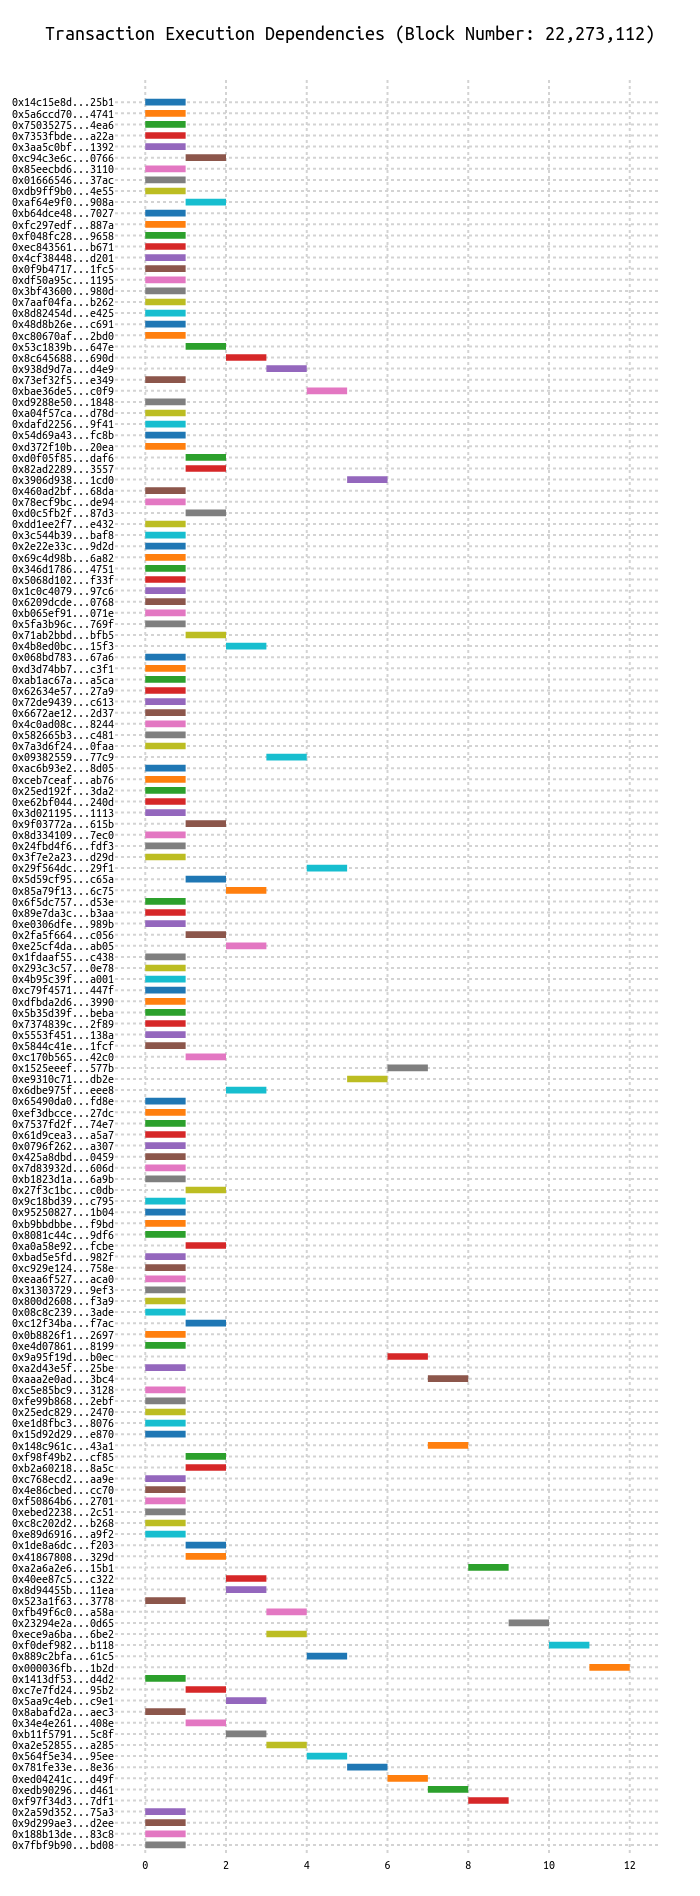 Transaction Execution Dependencies (Block Number: 22,273,112)
0x14c15e8d...25b1
0x5a6ccd70...4741
0x75035275...4ea6
0x7353fbde...a22a
0x3aa5c0bf...1392
0xc94c3e6c...0766
0x85eecbd6...3110
0x01666546...37ac
0xdb9ff9b0...4e55
0xaf64e9f0...908a
0xb64dce48...7027
0xfc297edf...887a
0xf048fc28...9658
0xec843561...b671
0x4cf38448...d201
0x0f9b4717...1fc5
0xdf50a95c...1195
0x3bf43600...980d
0x7aaf04fa...b262
0x8d82454d...e425
0x48d8b26e...c691
0xc80670af...2bd0
0x53c1839b...647e
0x8c645688...690d
0x938d9d7a...d4e9
0x73ef32f5...e349
0xbae36de5...c0f9
0xd9288e50...1848
0xa04f57ca...d78d
0xdafd2256...9f41
0x54d69a43...fc8b
0xd372f10b...20ea
0xd0f05f85...daf6
0x82ad2289...3557
0x3906d938...1cd0
0x460ad2bf...68da
0x78ecf9bc...de94
0xd0c5fb2f...87d3
0xdd1ee2f7...e432
0x3c544b39...baf8
0x2e22e33c...9d2d
0x69c4d98b...6a82
0x346d1786...4751
0x5068d102...f33f
0x1c0c4079...97c6
0x6209dcde...0768
0xb065ef91...071e
0x5fa3b96c...769f
0x71ab2bbd...bfb5
0x4b8ed0bc...15f3
0x068bd783...67a6
0xd3d74bb7...c3f1
0xab1ac67a...a5ca
0x62634e57...27a9
0x72de9439...c613
0x6672ae12...2d37
0x4c0ad08c...8244
0x582665b3...c481
0x7a3d6f24...0faa
0x09382559...77c9
0xac6b93e2...8d05
0xceb7ceaf...ab76
0x25ed192f...3da2
0xe62bf044...240d
0x3d021195...1113
0x9f03772a...615b
0x8d334109...7ec0
0x24fbd4f6...fdf3
0x3f7e2a23...d29d
0x29f564dc...29f1
0x5d59cf95...c65a
0x85a79f13...6c75
0x6f5dc757...d53e
0x89e7da3c...b3aa
0xe0306dfe...989b
0x2fa5f664...c056
0xe25cf4da...ab05
0x1fdaaf55...c438
0x293c3c57...0e78
0x4b95c39f...a001
0xc79f4571...447f
0xdfbda2d6...3990
0x5b35d39f...beba
0x7374839c...2f89
0x5553f451...138a
0x5844c41e...1fcf
0xc170b565...42c0
0x1525eeef...577b
0xe9310c71...db2e
0x6dbe975f...eee8
0x65490da0...fd8e
0xef3dbcce...27dc
0x7537fd2f...74e7
0x61d9cea3...a5a7
0x0796f262...a307
0x425a8dbd...0459
0x7d83932d...606d
0xb1823d1a...6a9b
0x27f3c1bc...c0db
0x9c18bd39...c795
0x95250827...1b04
0xb9bbdbbe...f9bd
0x8081c44c...9df6
0xa0a58e92...fcbe
0xbad5e5fd...982f
0xc929e124...758e
0xeaa6f527...aca0
0x31303729...9ef3
0x800d2608...f3a9
0x08c8c239...3ade
0xc12f34ba...f7ac
0x0b8826f1...2697
0xe4d07861...8199
0x9a95f19d...b0ec
0xa2d43e5f...25be
0xaaa2e0ad...3bc4
0xc5e85bc9...3128
0xfe99b868...2ebf
0x25edc829...2470
0xe1d8fbc3...8076
0x15d92d29...e870
0x148c961c...43a1
0xf98f49b2...cf85
0xb2a60218...8a5c
0xc768ecd2...aa9e
0x4e86cbed...cc70
0xf50864b6...2701
0xebed2238...2c51
0xc8c202d2...b268
0xe89d6916...a9f2
0x1de8a6dc...f203
0x41867808...329d
0xa2a6a2e6...15b1
0x40ee87c5...c322
0x8d94455b...11ea
0x523a1f63...3778
0xfb49f6c0...a58a
0x23294e2a...0d65
0xece9a6ba...6be2
0xf0def982...b118
0x889c2bfa...61c5
0x000036fb...1b2d
0x1413df53...d4d2
0xc7e7fd24...95b2
0x5aa9c4eb...c9e1
0x8abafd2a...aec3
0x34e4e261...408e
0xb11f5791...5c8f
0xa2e52855...a285
0x564f5e34...95ee
0x781fe33e...8e36
0xed04241c...d49f
0xedb90296...d461
0xf97f34d3...7df1
0x2a59d352...75a3
0x9d299ae3...d2ee
0x188b13de...83c8
0x7fbf9b90...bd08
0 2 4 6 8 10 12